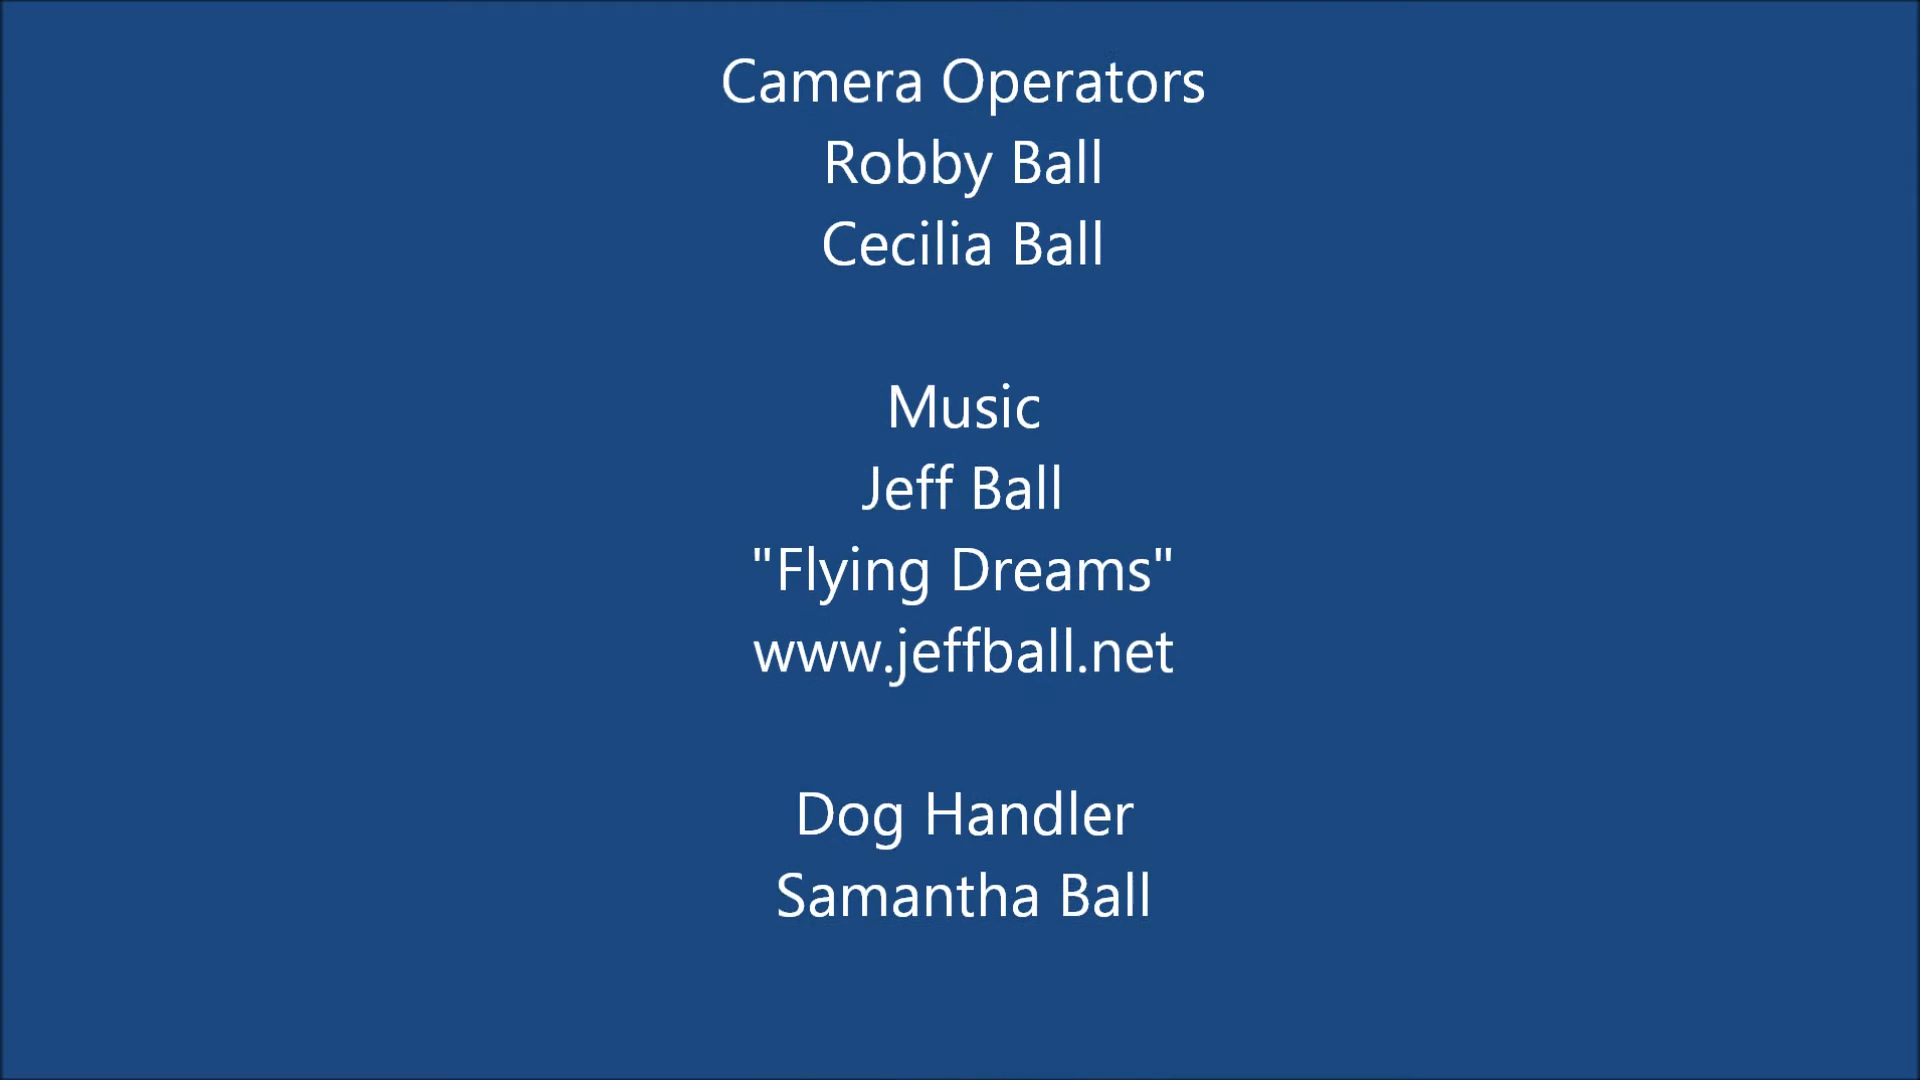 Camera Operators
Robby Ball
Cecilia Ball
Music
Jeff Ball
"Flying Dreams"
www.jeffball.net
Dog Handler
Samantha Ball